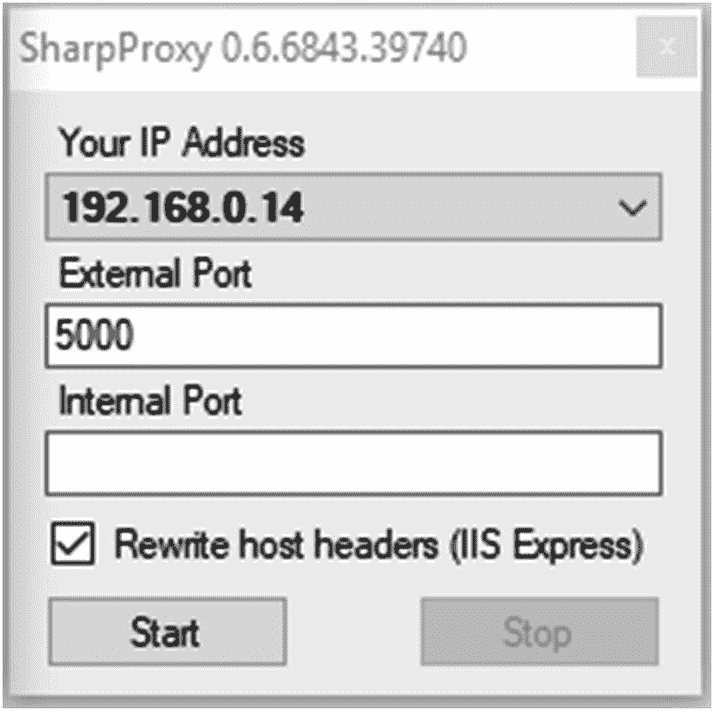 SharpProxy 0.6.6843.39740
Your IP Address
192.168.0.14
External Port
5000
Internal Port
Rewrite host headers (IIS Express)
Start Stop